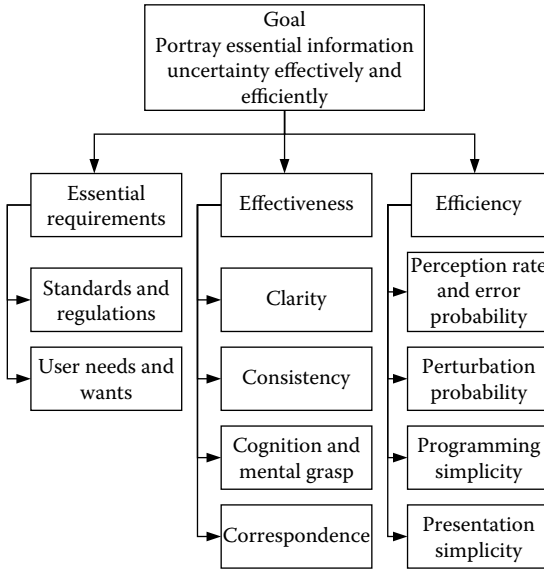 Goal
Portray essential information
uncertainty effectively and
efficiently
Essential
requirements
Standards and
regulations
User needs and
wants
Effectiveness
Clarity
Consistency
Cognition and
mental grasp
Correspondence
Efficiency
Perception rate
and error
probability
Perturbation
probability
Programming
simplicity
Presentation
simplicity